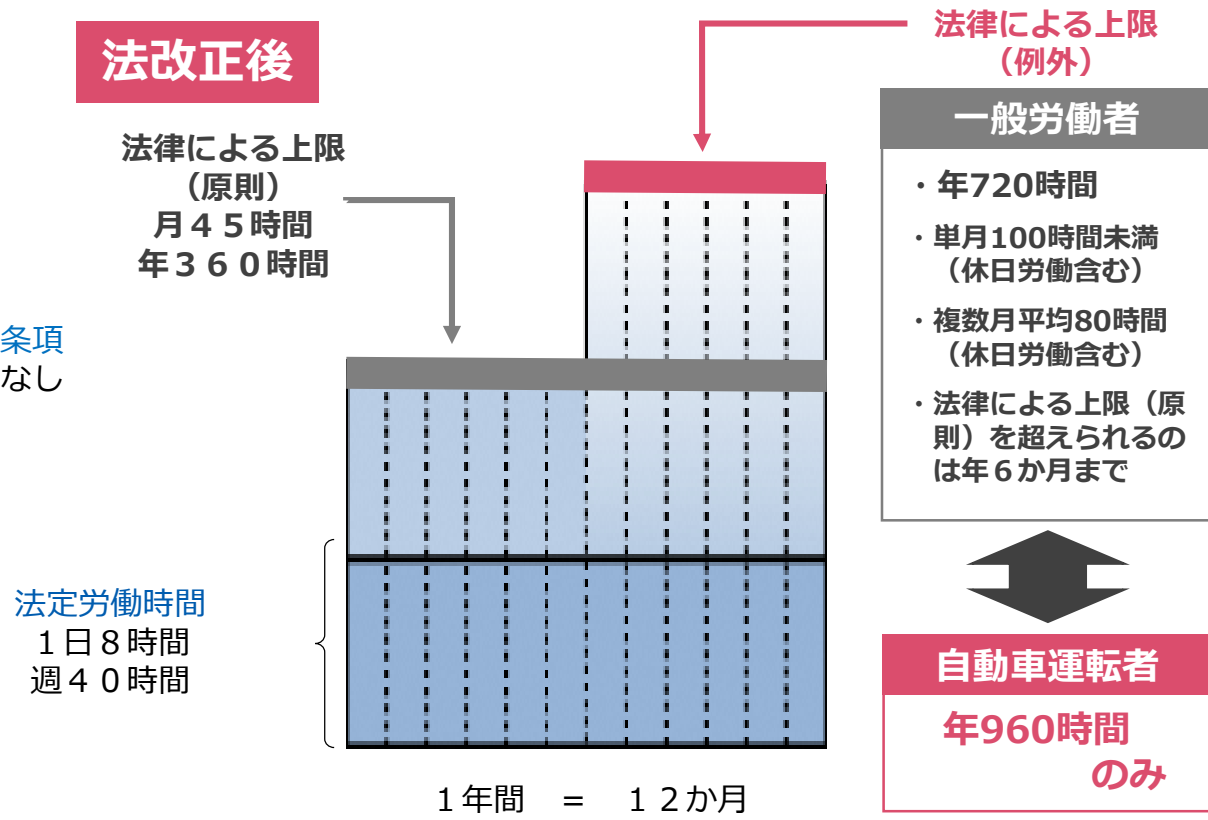 法改正後
法律による上限
（原則）
月４５時間
年３６０時間
条項
なし
法定労働時間
１日８時間
週４０時間
１年間　＝　１２か月
法律による上限
（例外）
一般労働者
・年720時間
・単月100時間未満
（休日労働含む）
・複数月平均80時間
（休日労働含む）
・法律による上限（原
則）を超えられるの
は年６か月まで
自動車運転者
年960時間
のみ